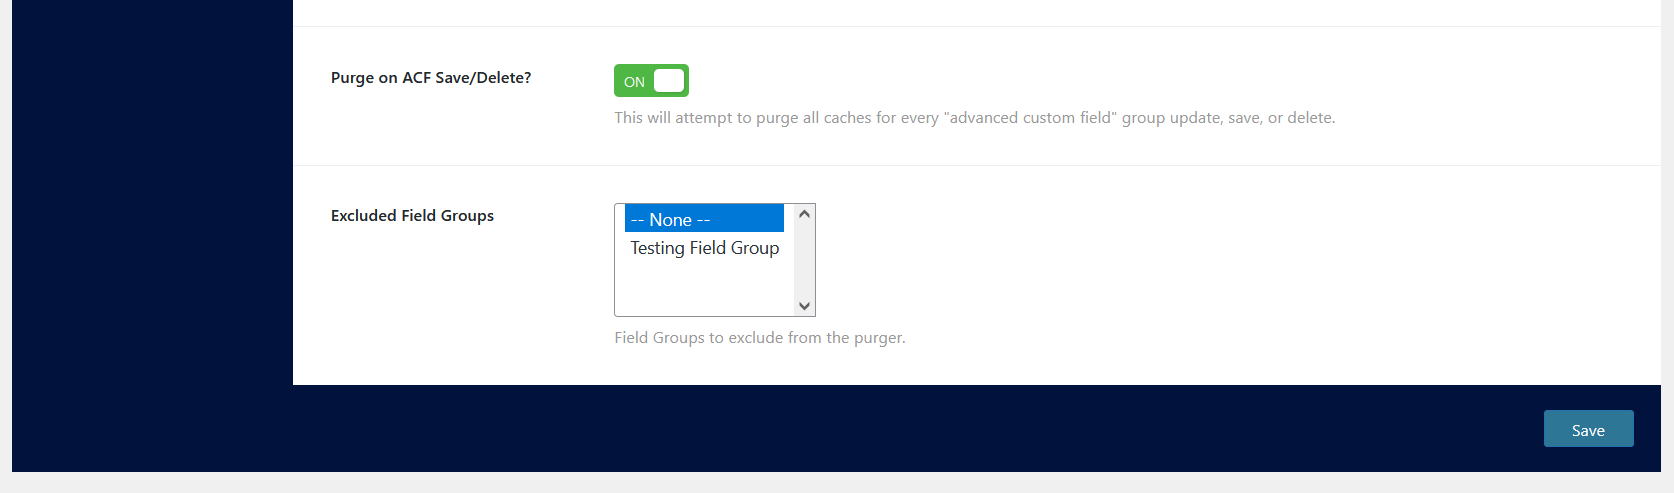 Purge on ACF Save/Delete?
ON
This will attempt to purge all caches for every "advanced custom field" group update, save, or delete.
Excluded Field Groups
-- None --
Testing Field Group
Field Groups to exclude from the purger.
Save